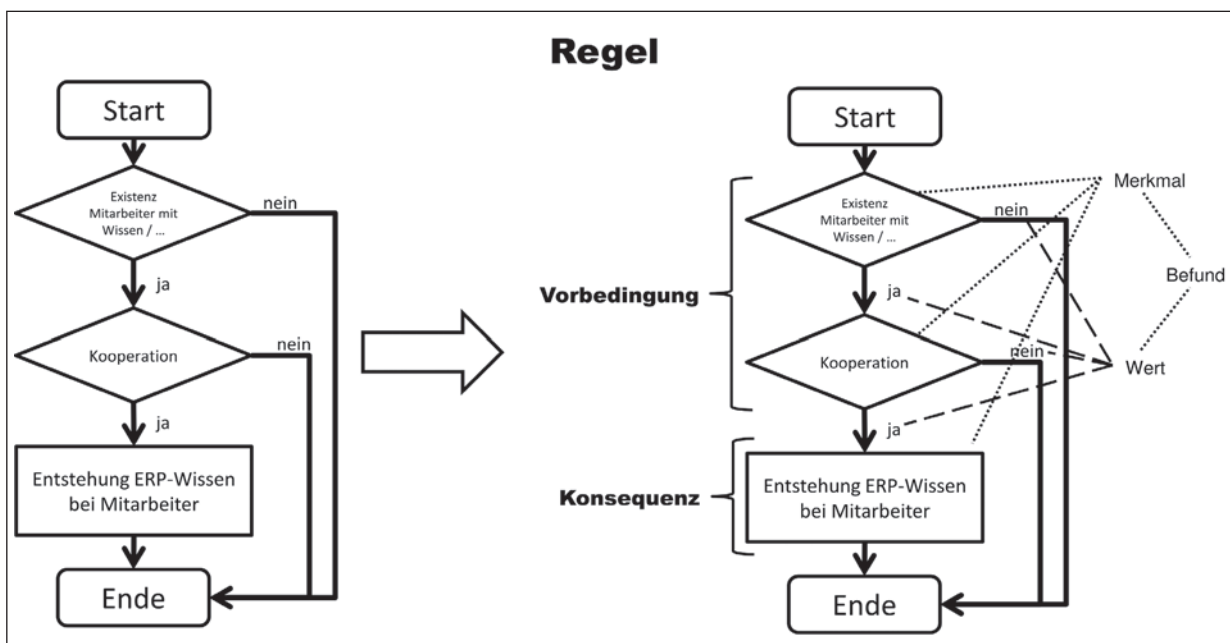 Regel
Start
Existenz
Mitarbeiter mit
Wissen / ...
nein
ja
Kooperation
nein
ja
Entstehung ERP-Wissen
bei Mitarbeiter
Ende
Start
Existenz
Mitarbeiter mit
Wissen / ...
nein
Merkmal
Befund
Vorbedingung
ja
Kooperation
nein
Wert
ja
Konsequenz
Entstehung ERP-Wissen
bei Mitarbeiter
Ende